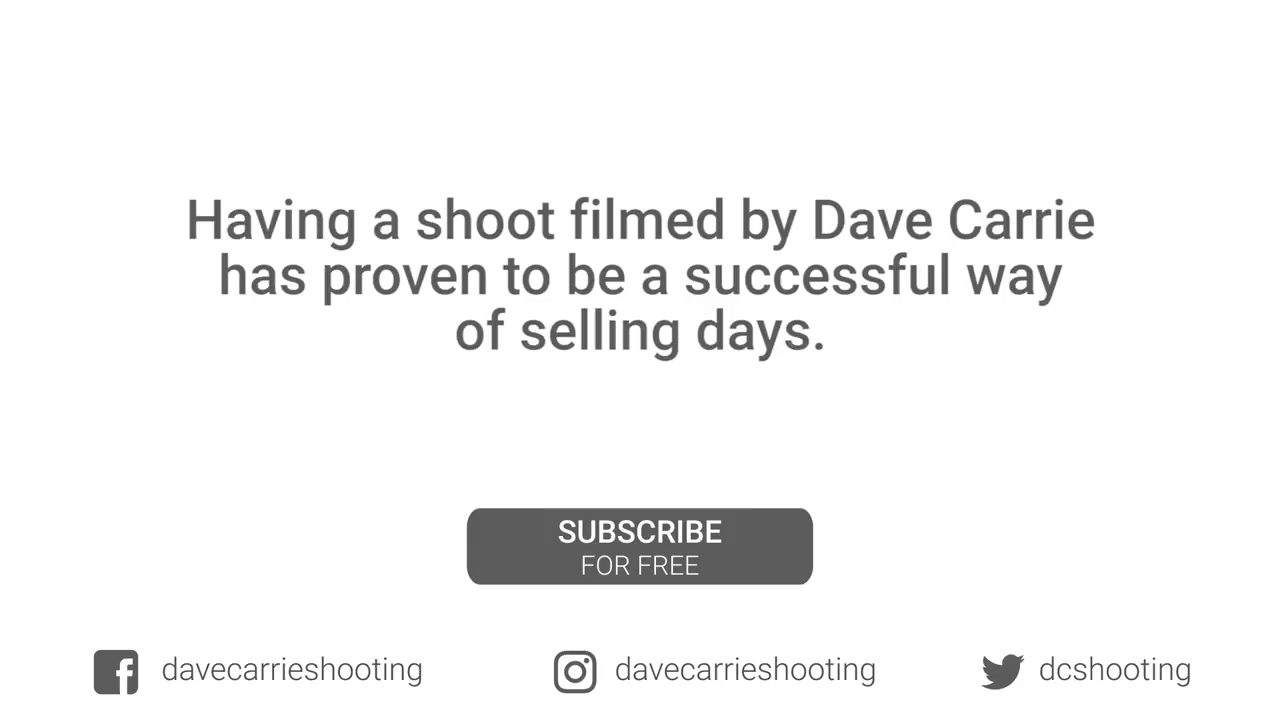 Having a shoot filmed by Dave Carrie
has proven to be a successful way
of selling days.
SUBSCRIBE
FOR FREE
davecarrieshooting
davecarrieshooting
dcshooting